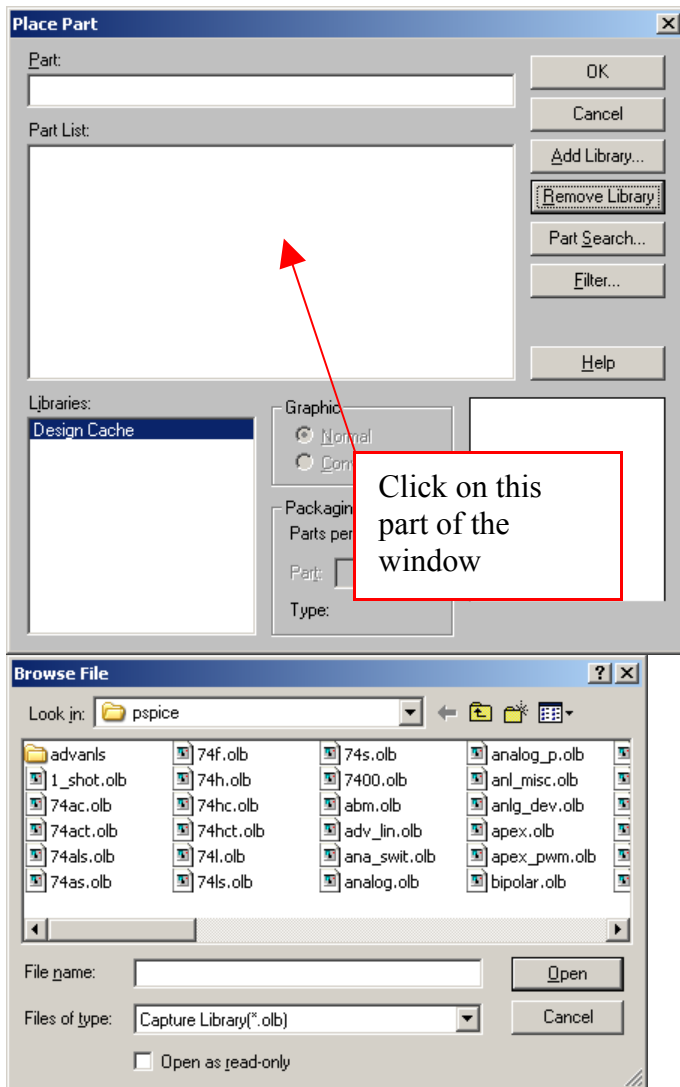 Place Part
Part:
OK
Cancel
Part List:
Add Library...
Remove Library
Part Search...
Filter...
Help
Libraries:
Design Cache
Graphic
Normal
Click on this
part of the
window
Parts per
Part:
Type:
Browse File
Look in: pspice
advanls 74f.olb 74s.olb analog_p.olb
1_shot.olb 74h.olb 7400.olb anl_misc.olb
74ac.olb 74hc.olb abm.olb anlg_dev.olb
74act.olb 74hct.olb adv_lin.olb apex.olb
74als.olb 74l.olb ana_swit.olb apex_pwm.olb
74as.olb 74ls.olb analog.olb bipolar.olb
File name: Open
Files of type: Capture Library(*.olb) Cancel
Open as read-only